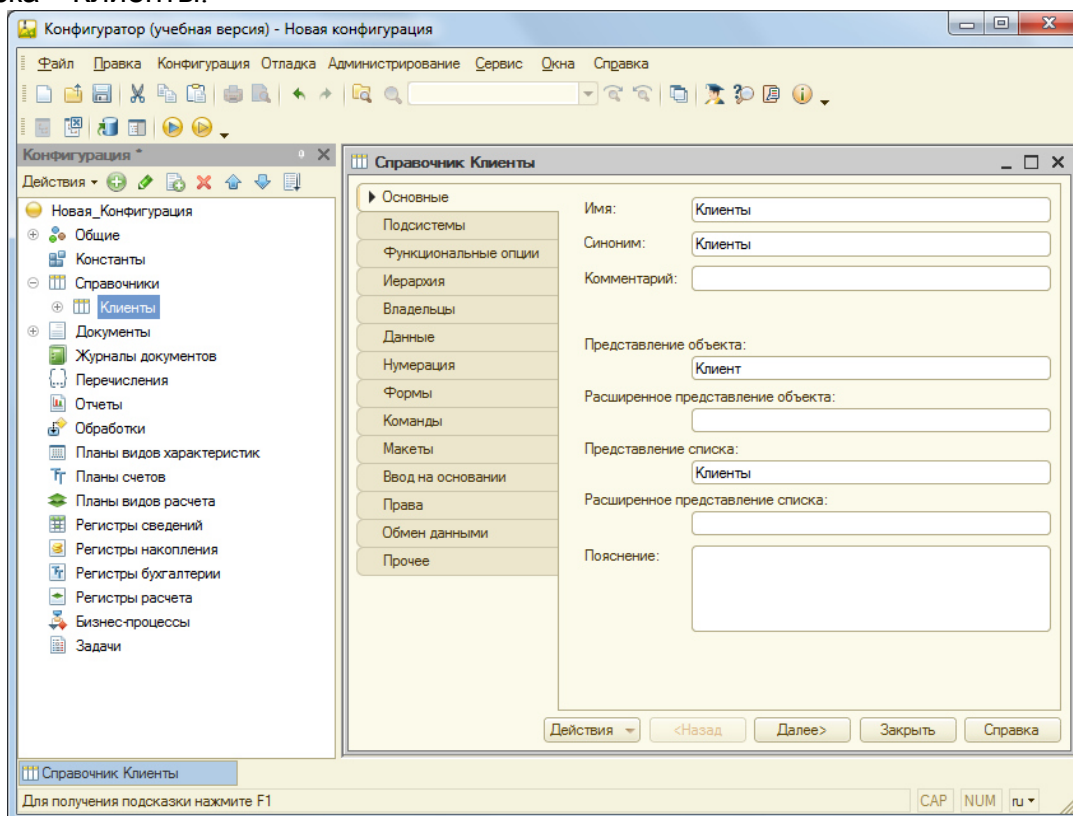 Конфигуратор (учебная версия) - Новая конфигурация
Файл Правка Конфигурация Отладка Администрирование Сервис Окна Справка
Конфигурация *
Действия
Новая_Конфигурация
Общие
Константы
Справочники
Клиенты
Документы
Журналы документов
Перечисления
Отчеты
Обработки
Планы видов характеристик
Планы счетов
Планы видов расчета
Регистры сведений
Регистры накопления
Регистры бухгалтерии
Регистры расчета
Бизнес-процессы
Задачи
Справочник Клиенты
Основные
Подсистемы
Функциональные опции
Иерархия
Владельцы
Данные
Нумерация
Формы
Команды
Макеты
Ввод на основании
Права
Обмен данными
Прочее
Имя: Клиенты
Синоним: Клиенты
Комментарий:
Представление объекта:
Клиент
Расширенное представление объекта:
Представление списка:
Клиенты
Расширенное представление списка:
Пояснение:
Действия <Назад Далее> Закрыть Справка
Справочник Клиенты
Для получения подсказки нажмите F1 CAP NUM ru